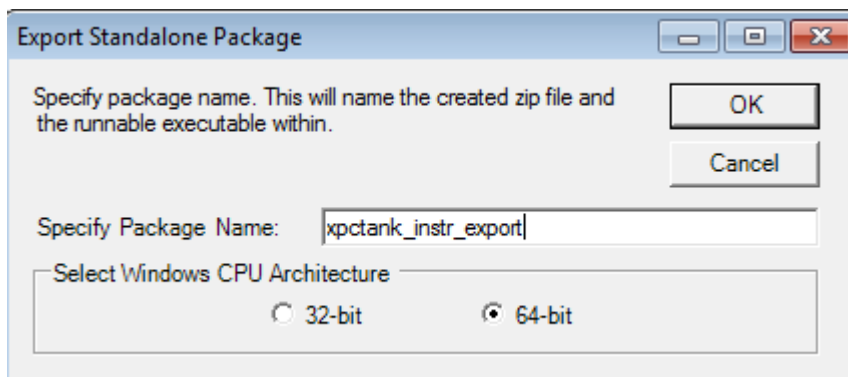 Export Standalone Package
Specify package name. This will name the created zip file and
the runnable executable within.
OK
Cancel
Specify Package Name: xpctank_instr_export
Select Windows CPU Architecture
32-bit 64-bit